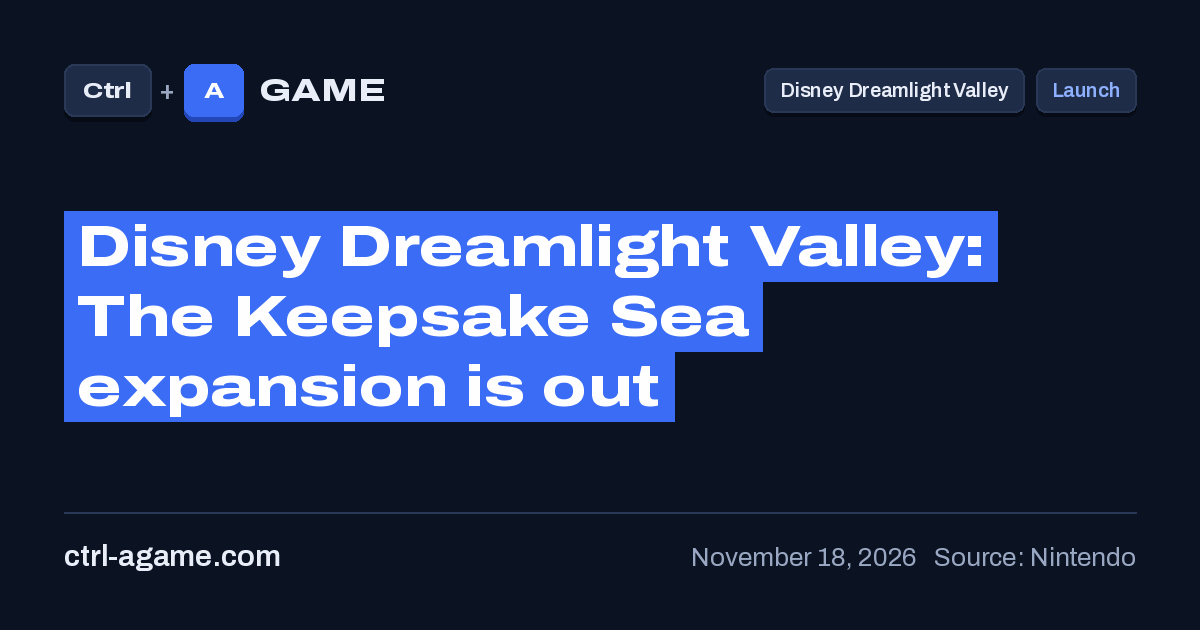 Ctrl + A GAME
Disney Dreamlight Valley Launch
Disney Dreamlight Valley:
The Keepsake Sea
expansion is out
ctrl-agame.com
November 18, 2026 Source: Nintendo